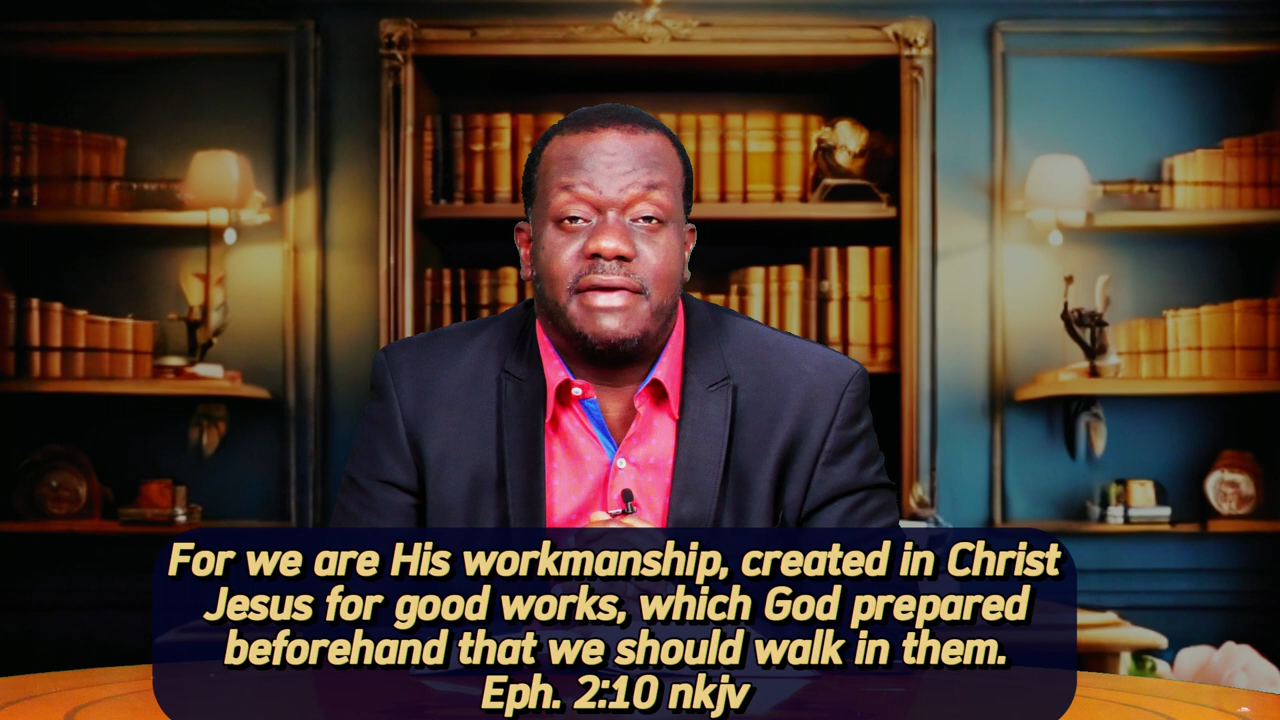 For we are His workmanship, created in Christ
Jesus for good works, which God prepared
beforehand that we should walk in them.
Eph. 2:10 nkjv